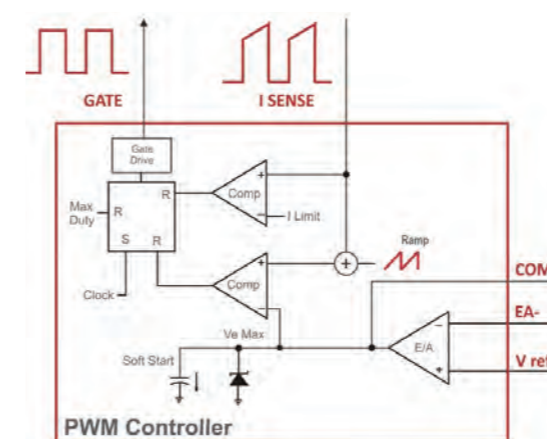 GATE
I SENSE
Gate
Drive
R
Comp
+
−
I Limit
Max
Duty
R
S
R
+
Ramp
+
Comp
−
Clock
COM
EA-
Ve Max
Soft Start
E/A
−
+
V ref
PWM Controller